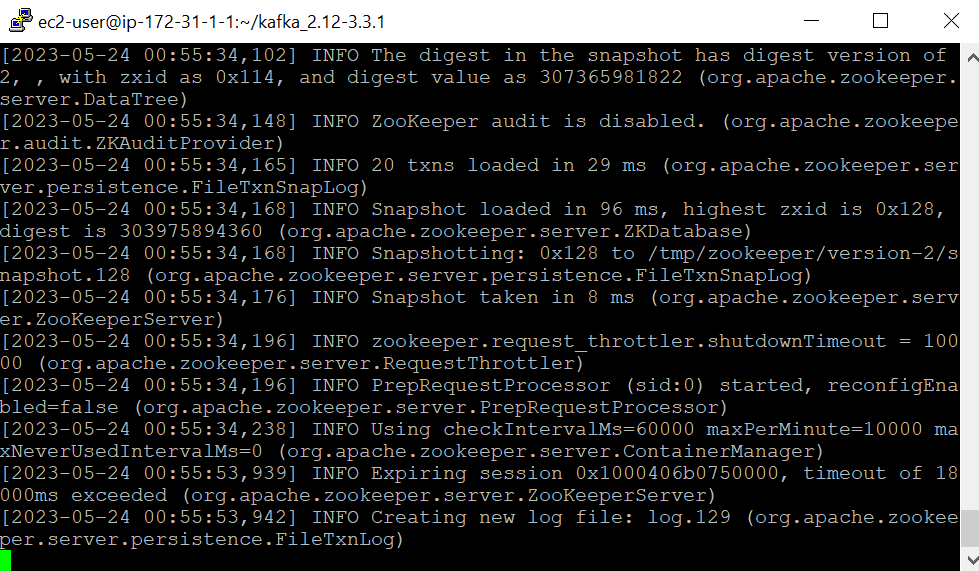 ec2-user@ip-172-31-1-1:~/kafka_2.12-3.3.1
[2023-05-24 00:55:34,102] INFO The digest in the snapshot has digest version of
2, , with zxid as 0x114, and digest value as 307365981822 (org.apache.zookeeper.
server.DataTree)
[2023-05-24 00:55:34,148] INFO ZooKeeper audit is disabled. (org.apache.zookeepe
r.audit.ZKAuditProvider)
[2023-05-24 00:55:34,165] INFO 20 txns loaded in 29 ms (org.apache.zookeeper.ser
ver.persistence.FileTxnSnapLog)
[2023-05-24 00:55:34,168] INFO Snapshot loaded in 96 ms, highest zxid is 0x128,
digest is 303975894360 (org.apache.zookeeper.server.ZKDatabase)
[2023-05-24 00:55:34,168] INFO Snapshotting: 0x128 to /tmp/zookeeper/version-2/s
napshot.128 (org.apache.zookeeper.server.persistence.FileTxnSnapLog)
[2023-05-24 00:55:34,176] INFO Snapshot taken in 8 ms (org.apache.zookeeper.serv
er.ZooKeeperServer)
[2023-05-24 00:55:34,196] INFO zookeeper.request_throttler.shutdownTimeout = 100
00 (org.apache.zookeeper.server.RequestThrottler)
[2023-05-24 00:55:34,196] INFO PrepRequestProcessor (sid:0) started, reconfigEna
bled=false (org.apache.zookeeper.server.PrepRequestProcessor)
[2023-05-24 00:55:34,238] INFO Using checkIntervalMs=60000 maxPerMinute=10000 ma
xNeverUsedIntervalMs=0 (org.apache.zookeeper.server.ContainerManager)
[2023-05-24 00:55:53,939] INFO Expiring session 0x1000406b0750000, timeout of 18
000ms exceeded (org.apache.zookeeper.server.ZooKeeperServer)
[2023-05-24 00:55:53,942] INFO Creating new log file: log.129 (org.apache.zookee
per.server.persistence.FileTxnLog)